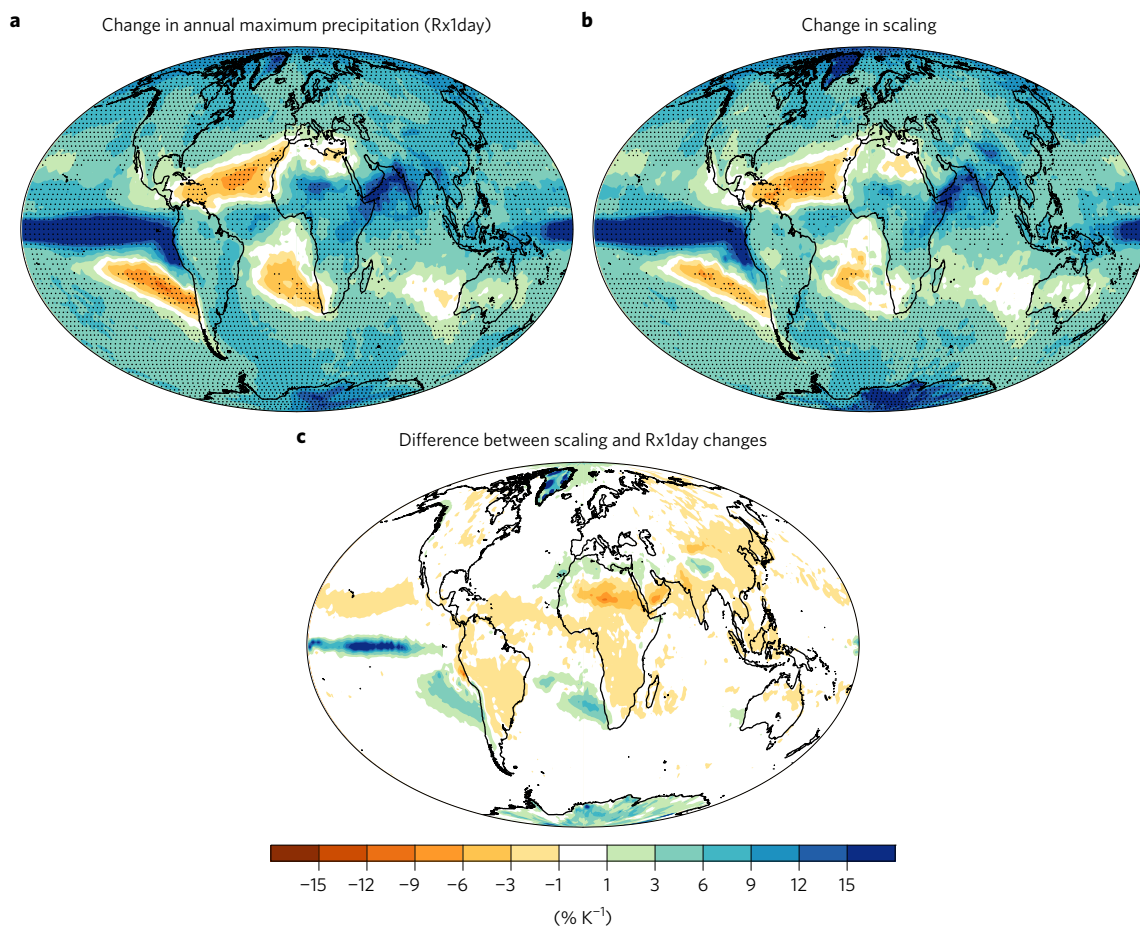 a
Change in annual maximum precipitation (Rx1day)
b
Change in scaling
c
Difference between scaling and Rx1day changes
−15 −12 −9 −6 −3 −1 1 3 6 9 12 15
(% K⁻¹)